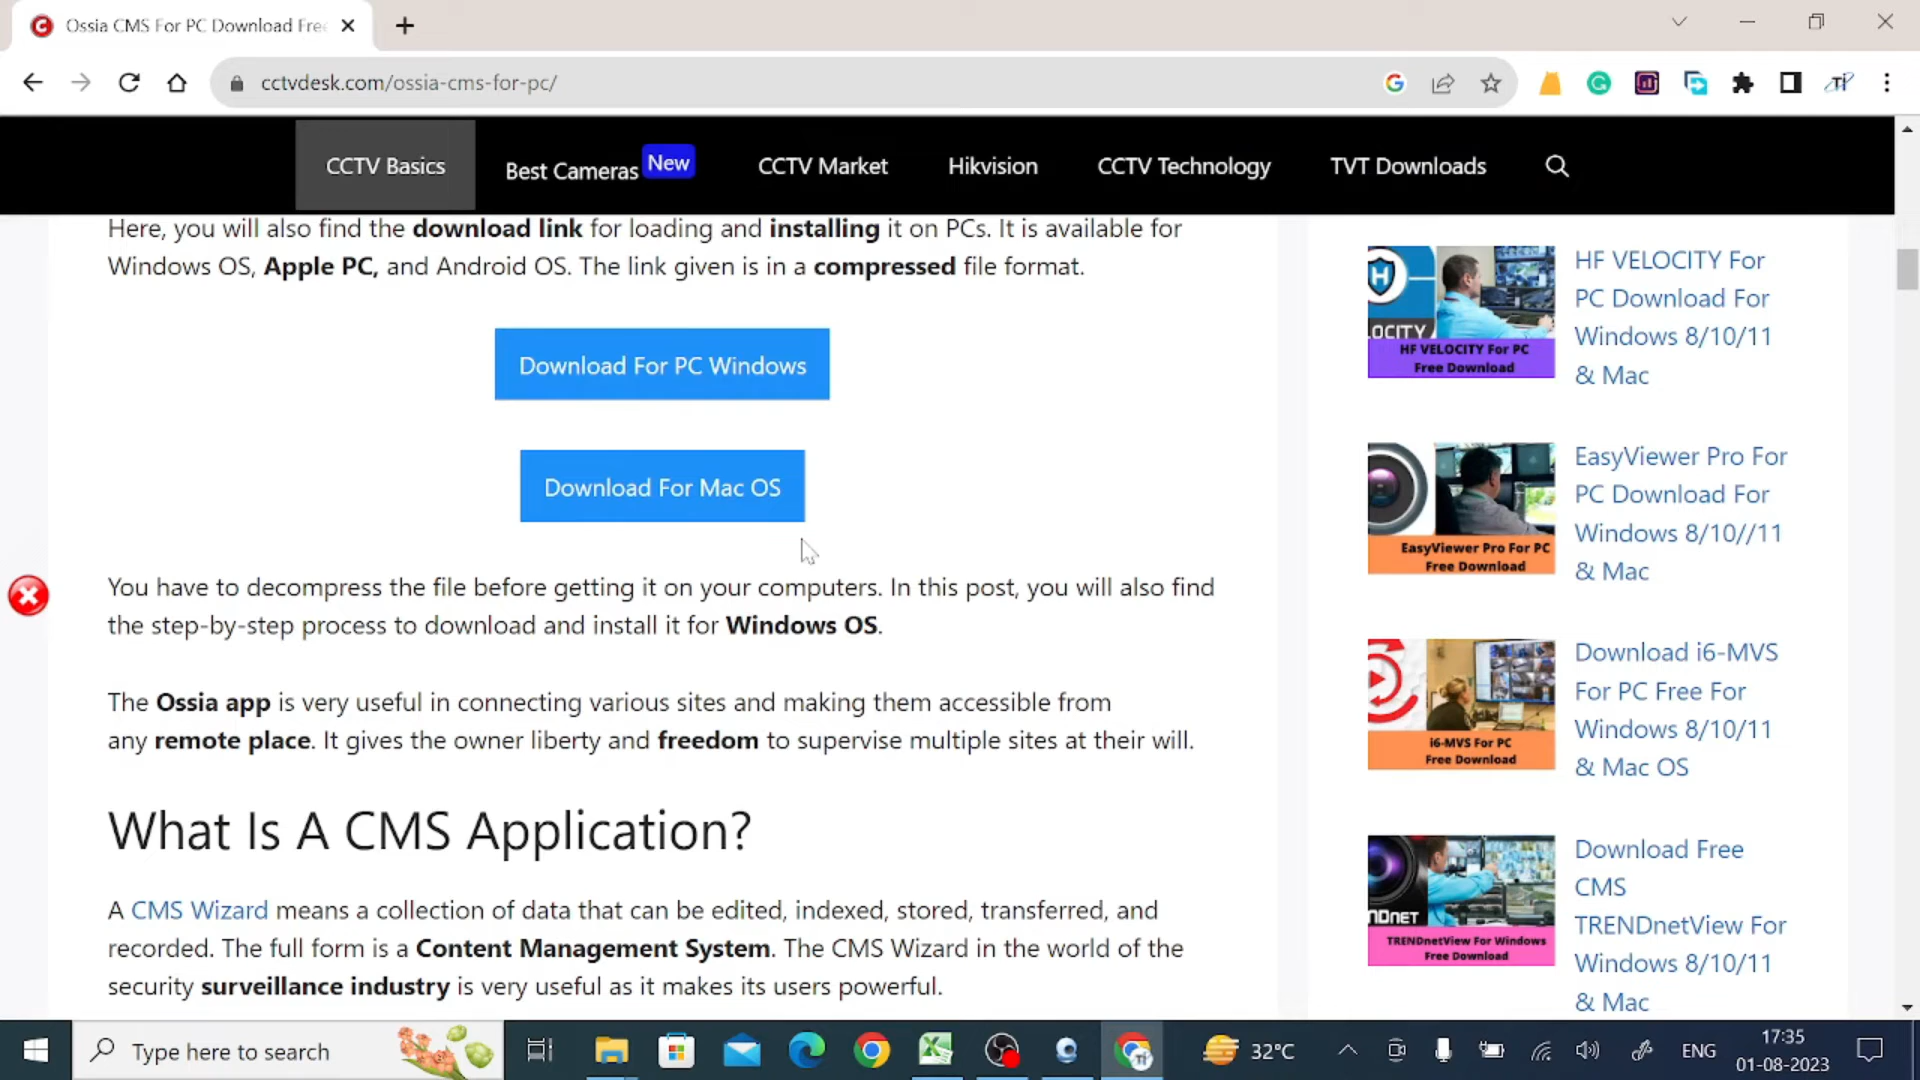 Ossia CMS For PC Download Free
cctvdesk.com/ossia-cms-for-pc/
CCTV Basics
Best Cameras New
CCTV Market
Hikvision
CCTV Technology
TVT Downloads
Here, you will also find the download link for loading and installing it on PCs. It is available for
Windows OS, Apple PC, and Android OS. The link given is in a compressed file format.
Download For PC Windows
Download For Mac OS
You have to decompress the file before getting it on your computers. In this post, you will also find
the step-by-step process to download and install it for Windows OS.
The Ossia app is very useful in connecting various sites and making them accessible from
any remote place. It gives the owner liberty and freedom to supervise multiple sites at their will.
What Is A CMS Application?
A CMS Wizard means a collection of data that can be edited, indexed, stored, transferred, and
recorded. The full form is a Content Management System. The CMS Wizard in the world of the
security surveillance industry is very useful as it makes its users powerful.
OCITY
HF VELOCITY For PC
Free Download
HF VELOCITY For
PC Download For
Windows 8/10/11
& Mac
EasyViewer Pro For PC
Free Download
EasyViewer Pro For
PC Download For
Windows 8/10//11
& Mac
i6-MVS For PC
Free Download
Download i6-MVS
For PC Free For
Windows 8/10/11
& Mac OS
NDNET
TRENDnetView For Windows
Free Download
Download Free
CMS
TRENDnetView For
Windows 8/10/11
& Mac
Type here to search
32°C
ENG
17:35
01-08-2023